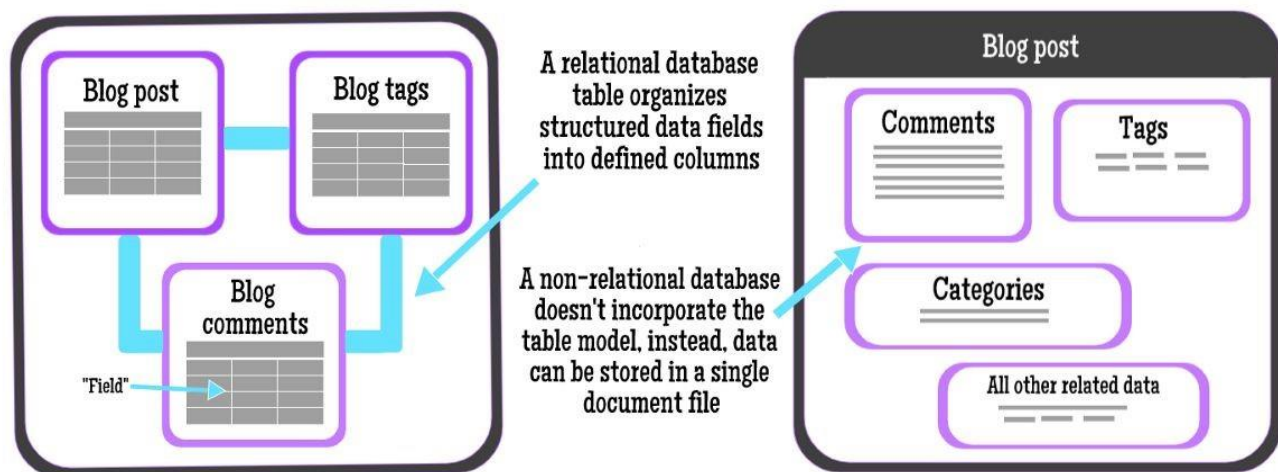 Blog post
Blog tags
Blog
comments
"Field"
A relational database
table organizes
structured data fields
into defined columns
A non-relational database
doesn't incorporate the
table model, instead, data
can be stored in a single
document file
Blog post
Comments
Tags
Categories
All other related data